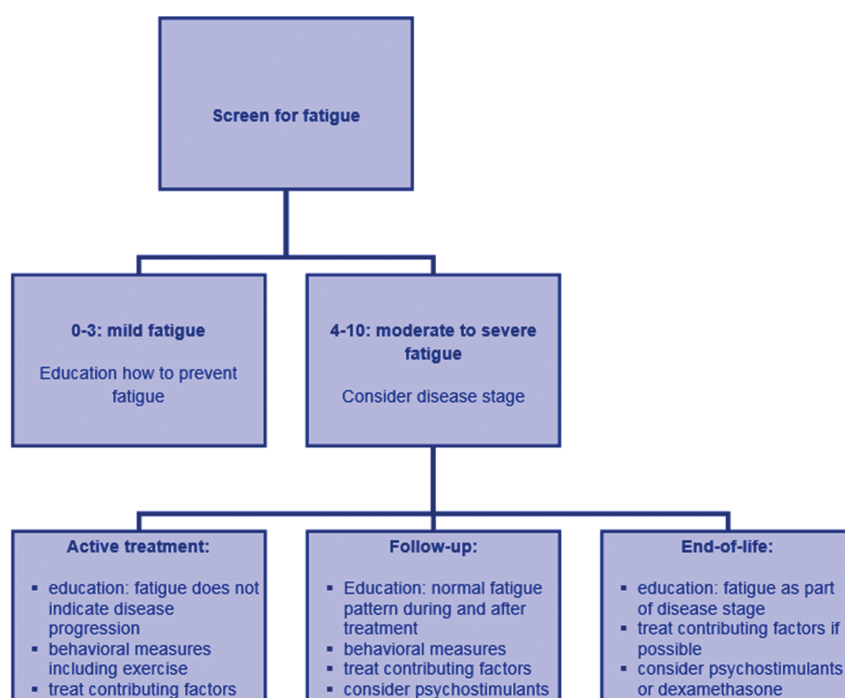 Screen for fatigue
0-3: mild fatigue
Education how to prevent
fatigue
4-10: moderate to severe
fatigue
Consider disease stage
Active treatment:
▪ education: fatigue does not
indicate disease
progression
▪ behavioral measures
including exercise
▪ treat contributing factors
Follow-up:
▪ Education: normal fatigue
pattern during and after
treatment
▪ behavioral measures
▪ treat contributing factors
▪ consider psychostimulants
End-of-life:
▪ education: fatigue as part
of disease stage
▪ treat contributing factors if
possible
▪ consider psychostimulants
or dexamethasone